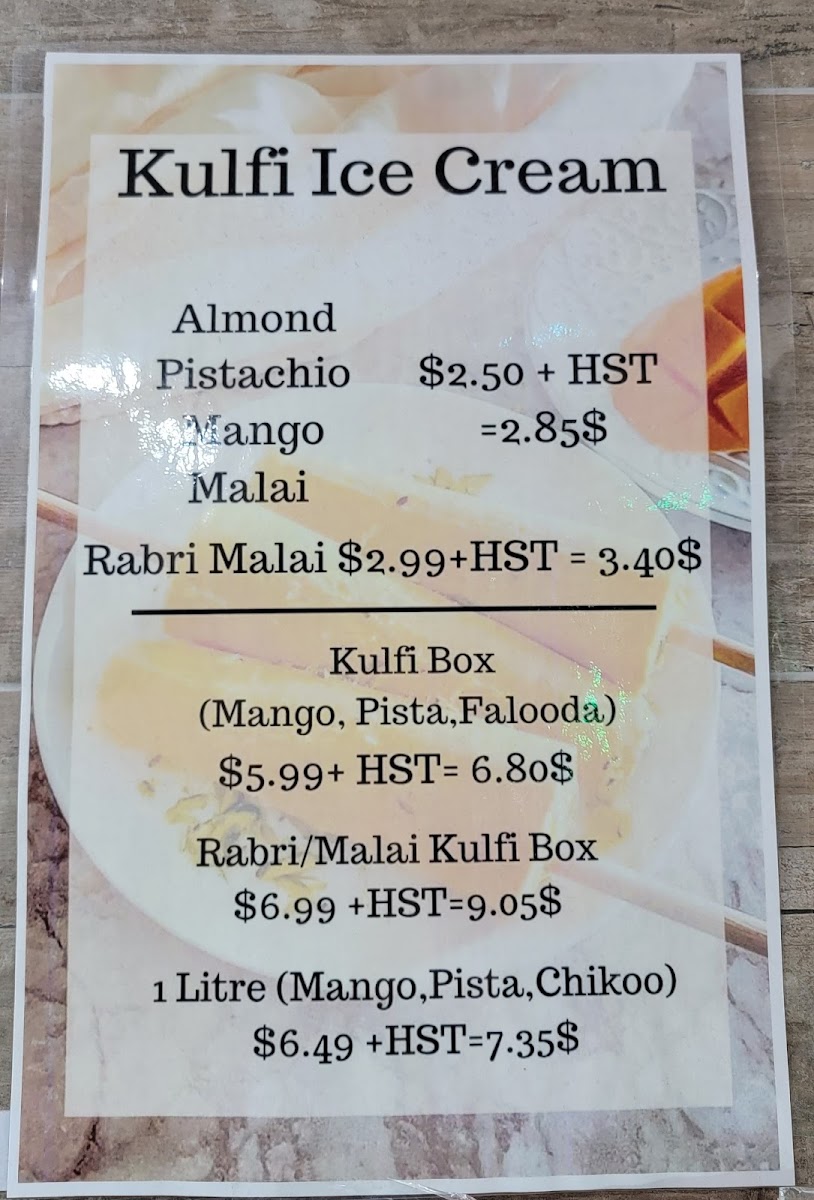 Kulfi Ice Cream
Almond
Pistachio $2.50 + HST
Mango =2.85$
Malai
Rabri Malai $2.99+HST = 3.40$
Kulfi Box
(Mango, Pista,Falooda)
$5.99+ HST= 6.80$
Rabri/Malai Kulfi Box
$6.99 +HST=9.05$
1 Litre (Mango,Pista,Chikoo)
$6.49 +HST=7.35$